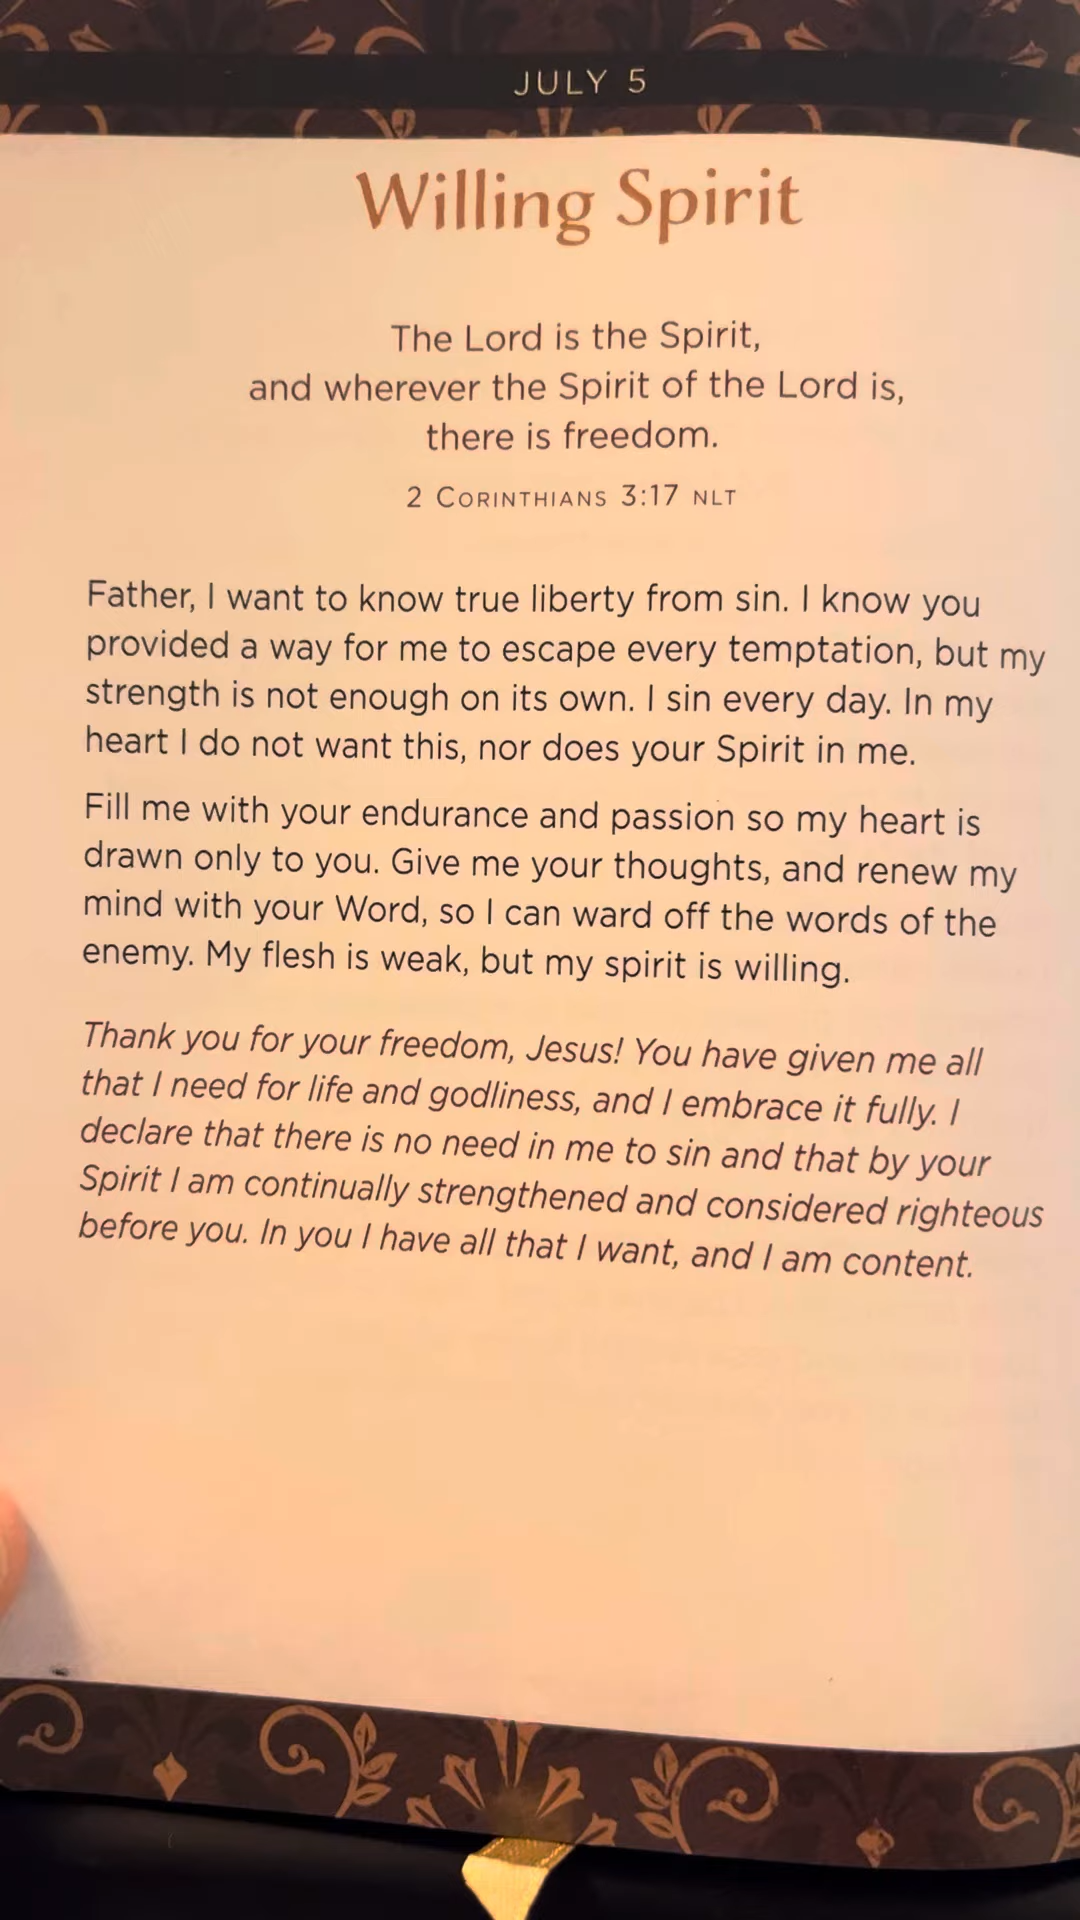 JULY 5
Willing Spirit
The Lord is the Spirit,
and wherever the Spirit of the Lord is,
there is freedom.
2 CORINTHIANS 3:17 NLT
Father, I want to know true liberty from sin. I know you
provided a way for me to escape every temptation, but my
strength is not enough on its own. I sin every day. In my
heart I do not want this, nor does your Spirit in me.
Fill me with your endurance and passion so my heart is
drawn only to you. Give me your thoughts, and renew my
mind with your Word, so I can ward off the words of the
enemy. My flesh is weak, but my spirit is willing.
Thank you for your freedom, Jesus! You have given me all
that I need for life and godliness, and I embrace it fully. I
declare that there is no need in me to sin and that by your
Spirit I am continually strengthened and considered righteous
before you. In you I have all that I want, and I am content.